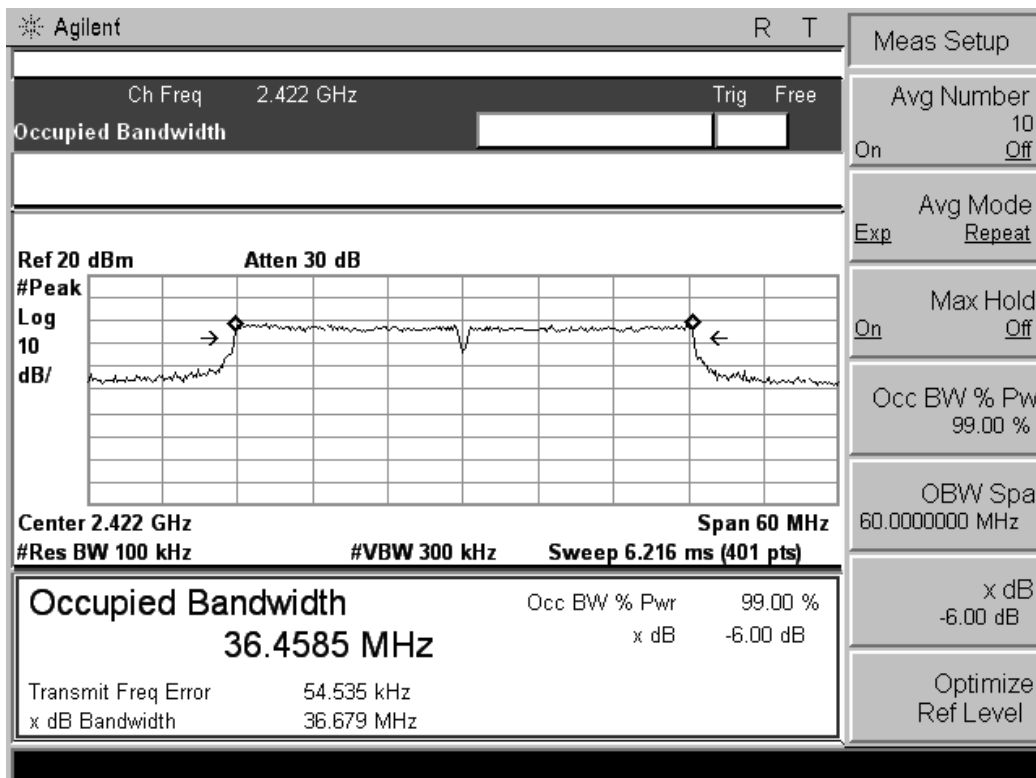 Agilent R T
Ch Freq 2.422 GHz Trig Free
Occupied Bandwidth
Ref 20 dBm Atten 30 dB
#Peak
Log
10
dB/
Center 2.422 GHz Span 60 MHz
#Res BW 100 kHz #VBW 300 kHz Sweep 6.216 ms (401 pts)
Occupied Bandwidth
36.4585 MHz
Occ BW % Pwr 99.00 %
x dB -6.00 dB
Transmit Freq Error 54.535 kHz
x dB Bandwidth 36.679 MHz
Meas Setup
Avg Number
10
On Off
Avg Mode
Exp Repeat
Max Hold
On Off
Occ BW % Pw
99.00 %
OBW Spa
60.0000000 MHz
x dB
-6.00 dB
Optimize
Ref Level